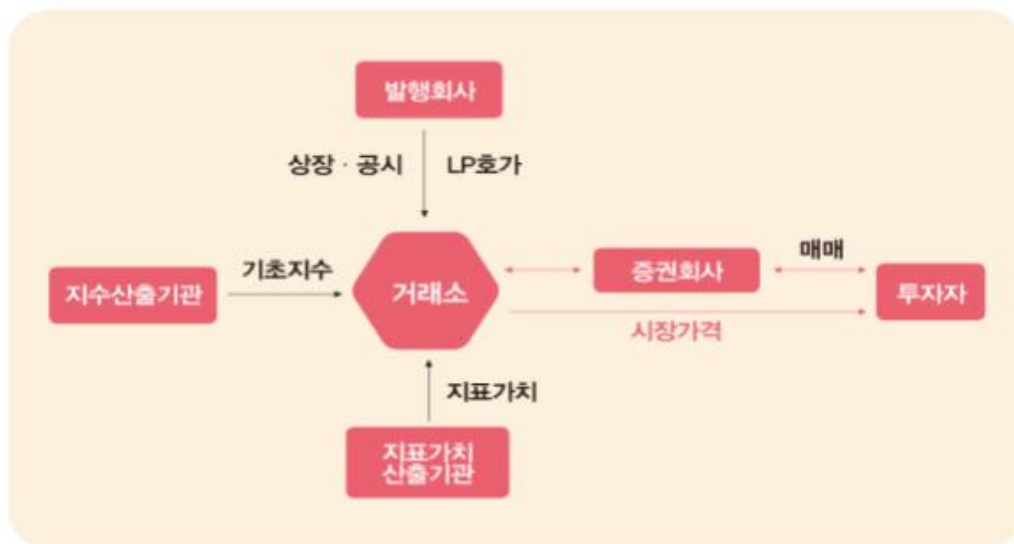 발행회사
상장 · 공시 LP호가
지수산출기관 기초지수 거래소 증권회사 매매 투자자
시장가격
지표가치
지표가치
산출기관